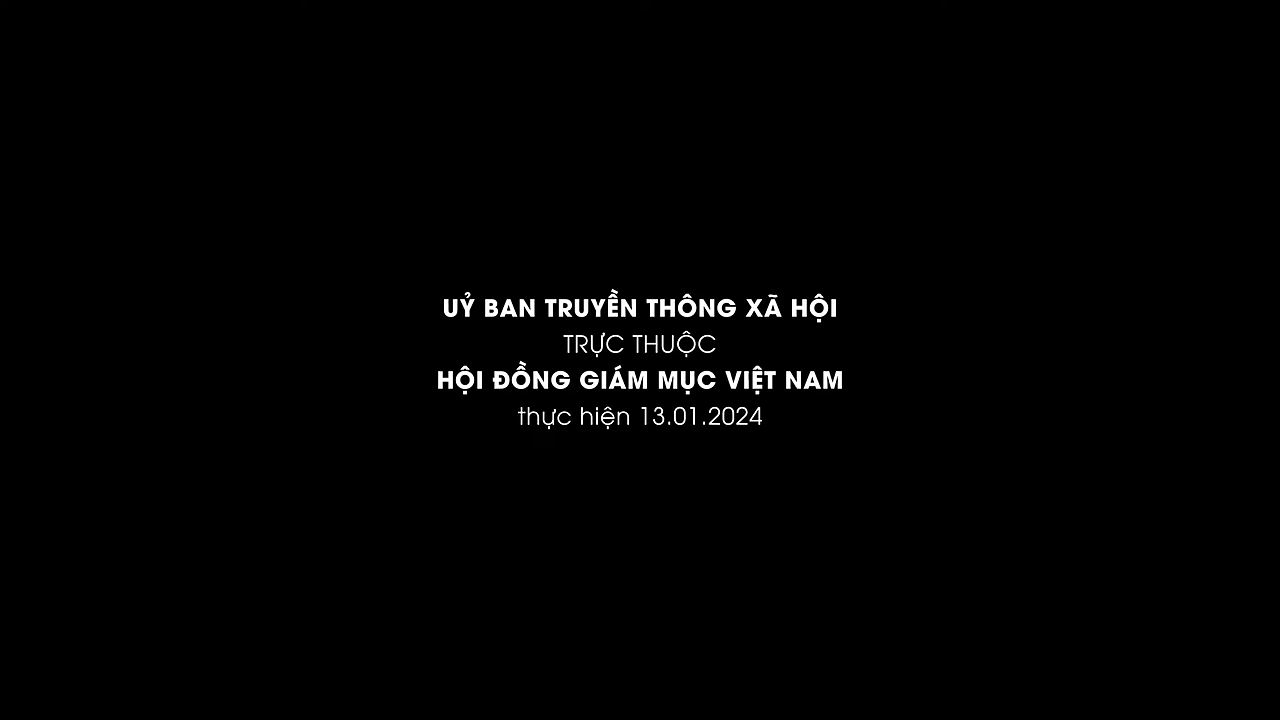 UỶ BAN TRUYỀN THÔNG XÃ HỘI
TRỰC THUỘC
HỘI ĐỒNG GIÁM MỤC VIỆT NAM
thực hiện 13.01.2024